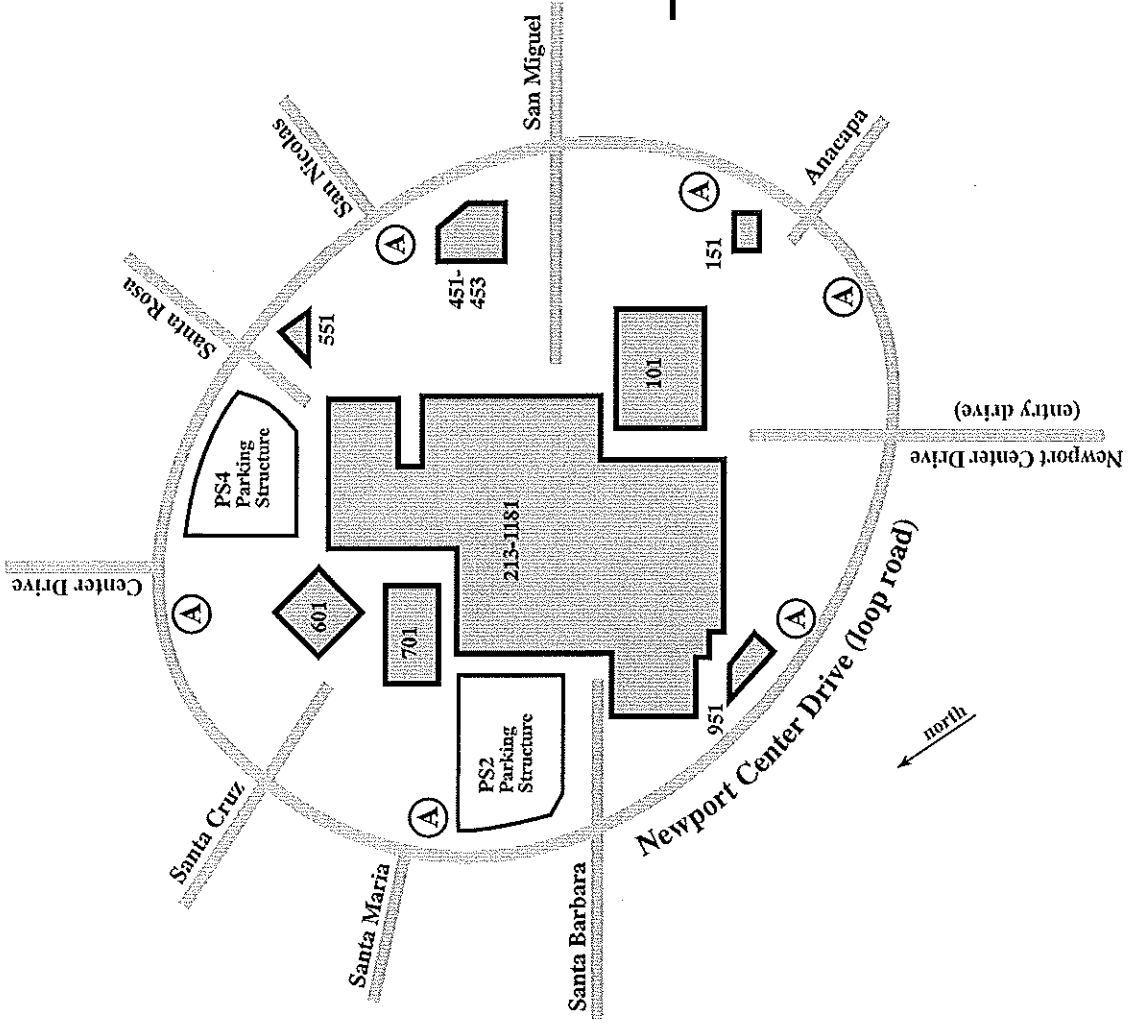 San Miguel
San Nicolas
Anacapa
Santa Rosa
A
A
151
451-
453
A
551
101
PS4
Parking
Structure
Newport Center Drive
(entry drive)
213-1181
Center Drive
601
701
A
A
951
PS2
Parking
Structure
Newport Center Drive (loop road)
north
Santa Cruz
A
Santa Maria
Santa Barbara